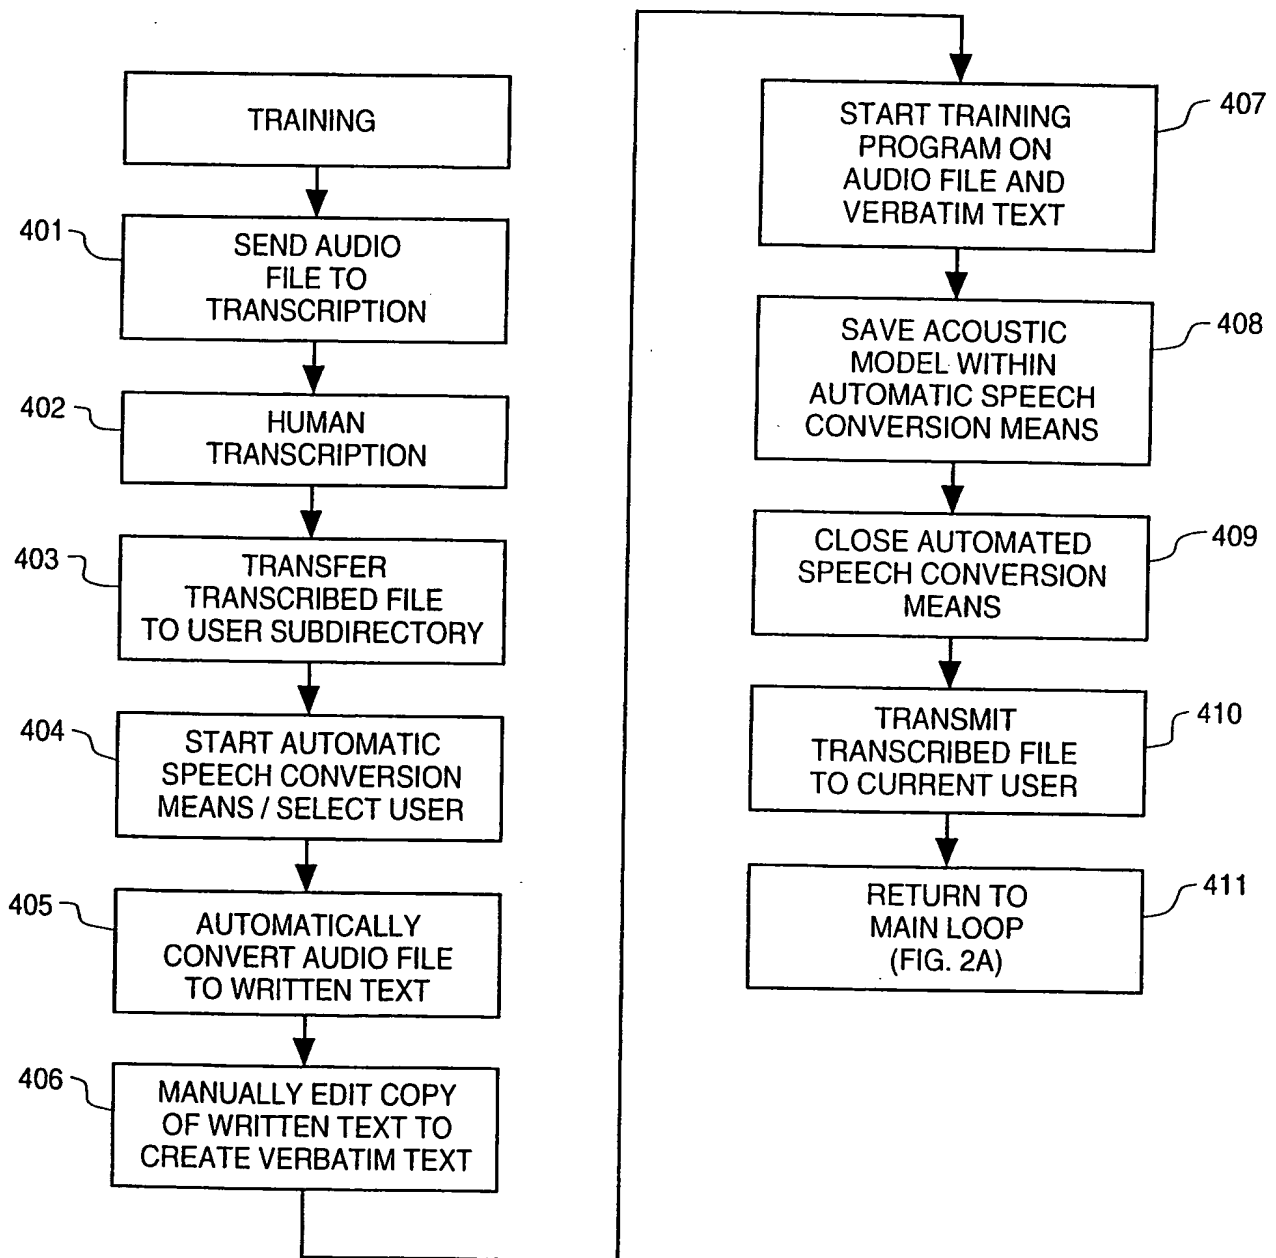 TRAINING
401
SEND AUDIO
FILE TO
TRANSCRIPTION
402
HUMAN
TRANSCRIPTION
403
TRANSFER
TRANSCRIBED FILE
TO USER SUBDIRECTORY
404
START AUTOMATIC
SPEECH CONVERSION
MEANS / SELECT USER
405
AUTOMATICALLY
CONVERT AUDIO FILE
TO WRITTEN TEXT
406
MANUALLY EDIT COPY
OF WRITTEN TEXT TO
CREATE VERBATIM TEXT
407
START TRAINING
PROGRAM ON
AUDIO FILE AND
VERBATIM TEXT
408
SAVE ACOUSTIC
MODEL WITHIN
AUTOMATIC SPEECH
CONVERSION MEANS
409
CLOSE AUTOMATED
SPEECH CONVERSION
MEANS
410
TRANSMIT
TRANSCRIBED FILE
TO CURRENT USER
411
RETURN TO
MAIN LOOP
(FIG. 2A)